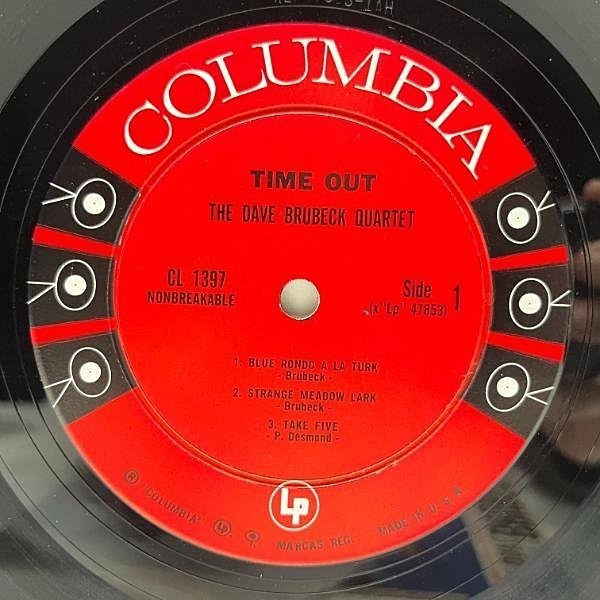 COLUMBIA
TIME OUT
THE DAVE BRUBECK QUARTET
CL 1397
NONBREAKABLE
Side 1
(x"Lp" 47853)
1. BLUE RONDO A LA TURK
- Brubeck -
2. STRANGE MEADOW LARK
- Brubeck -
3. TAKE FIVE
- P. Desmond -
Lp
® "COLUMBIA" MARCAS REG. MADE IN U.S.A.